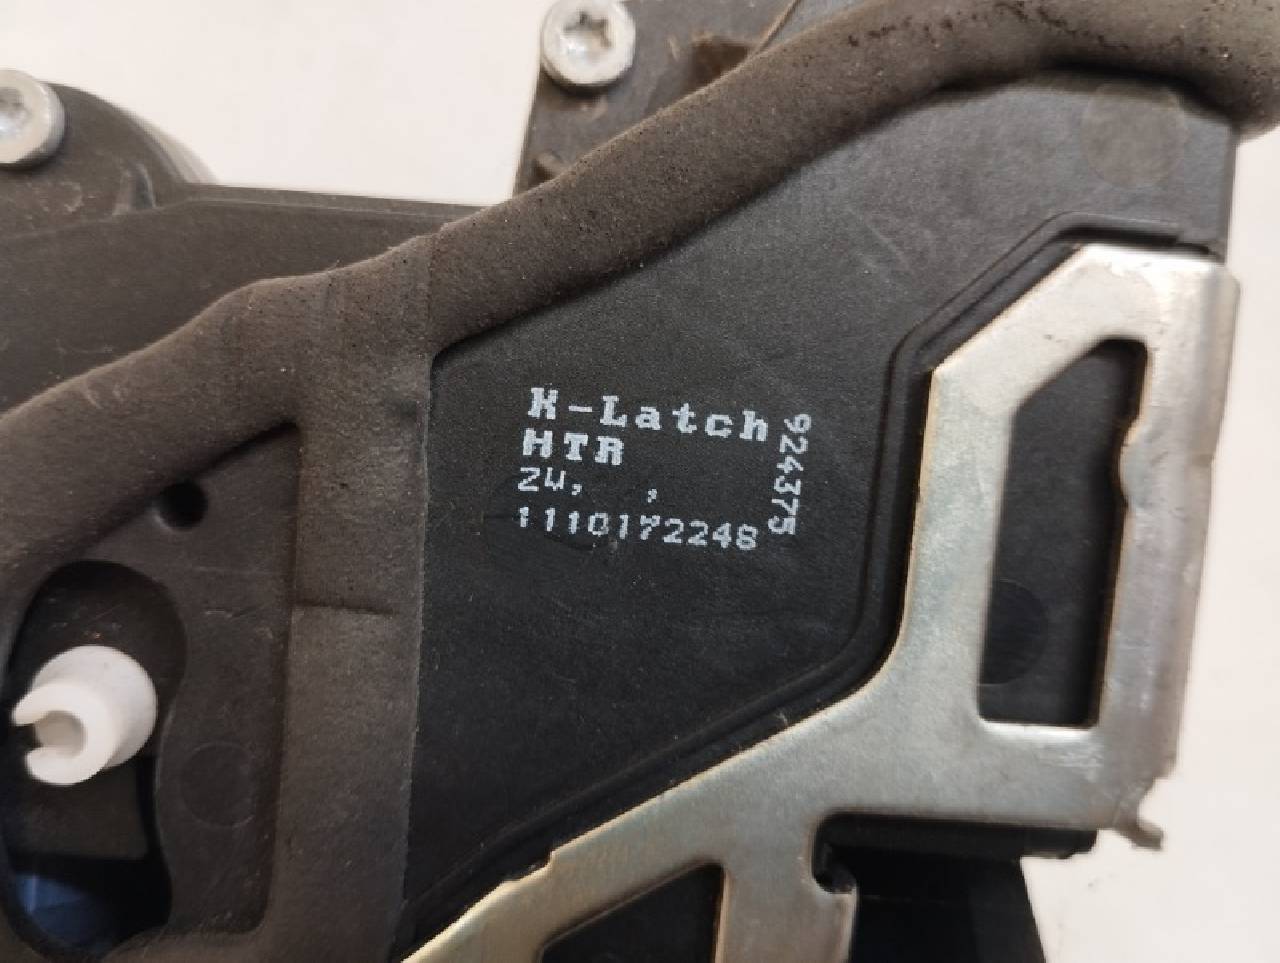 K-Latch
HTR
ZW,   ,
1110172248
924375